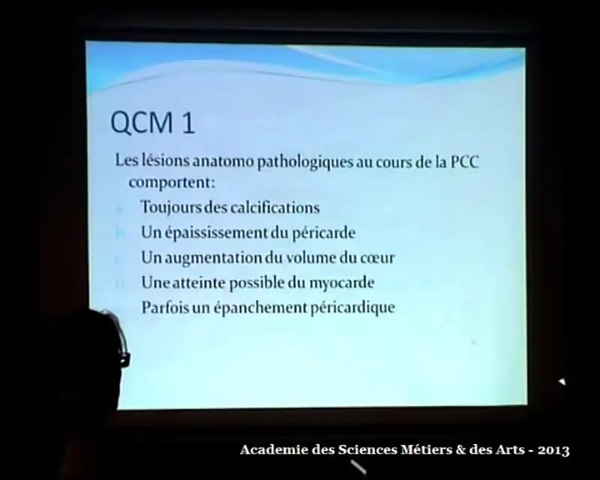 QCM 1
Les lésions anatomo pathologiques au cours de la PCC
comportent:
Toujours des calcifications
Un épaississement du péricarde
Un augmentation du volume du cœur
d. Une atteinte possible du myocarde
Parfois un épanchement péricardique
Academie des Sciences Métiers & des Arts - 2013